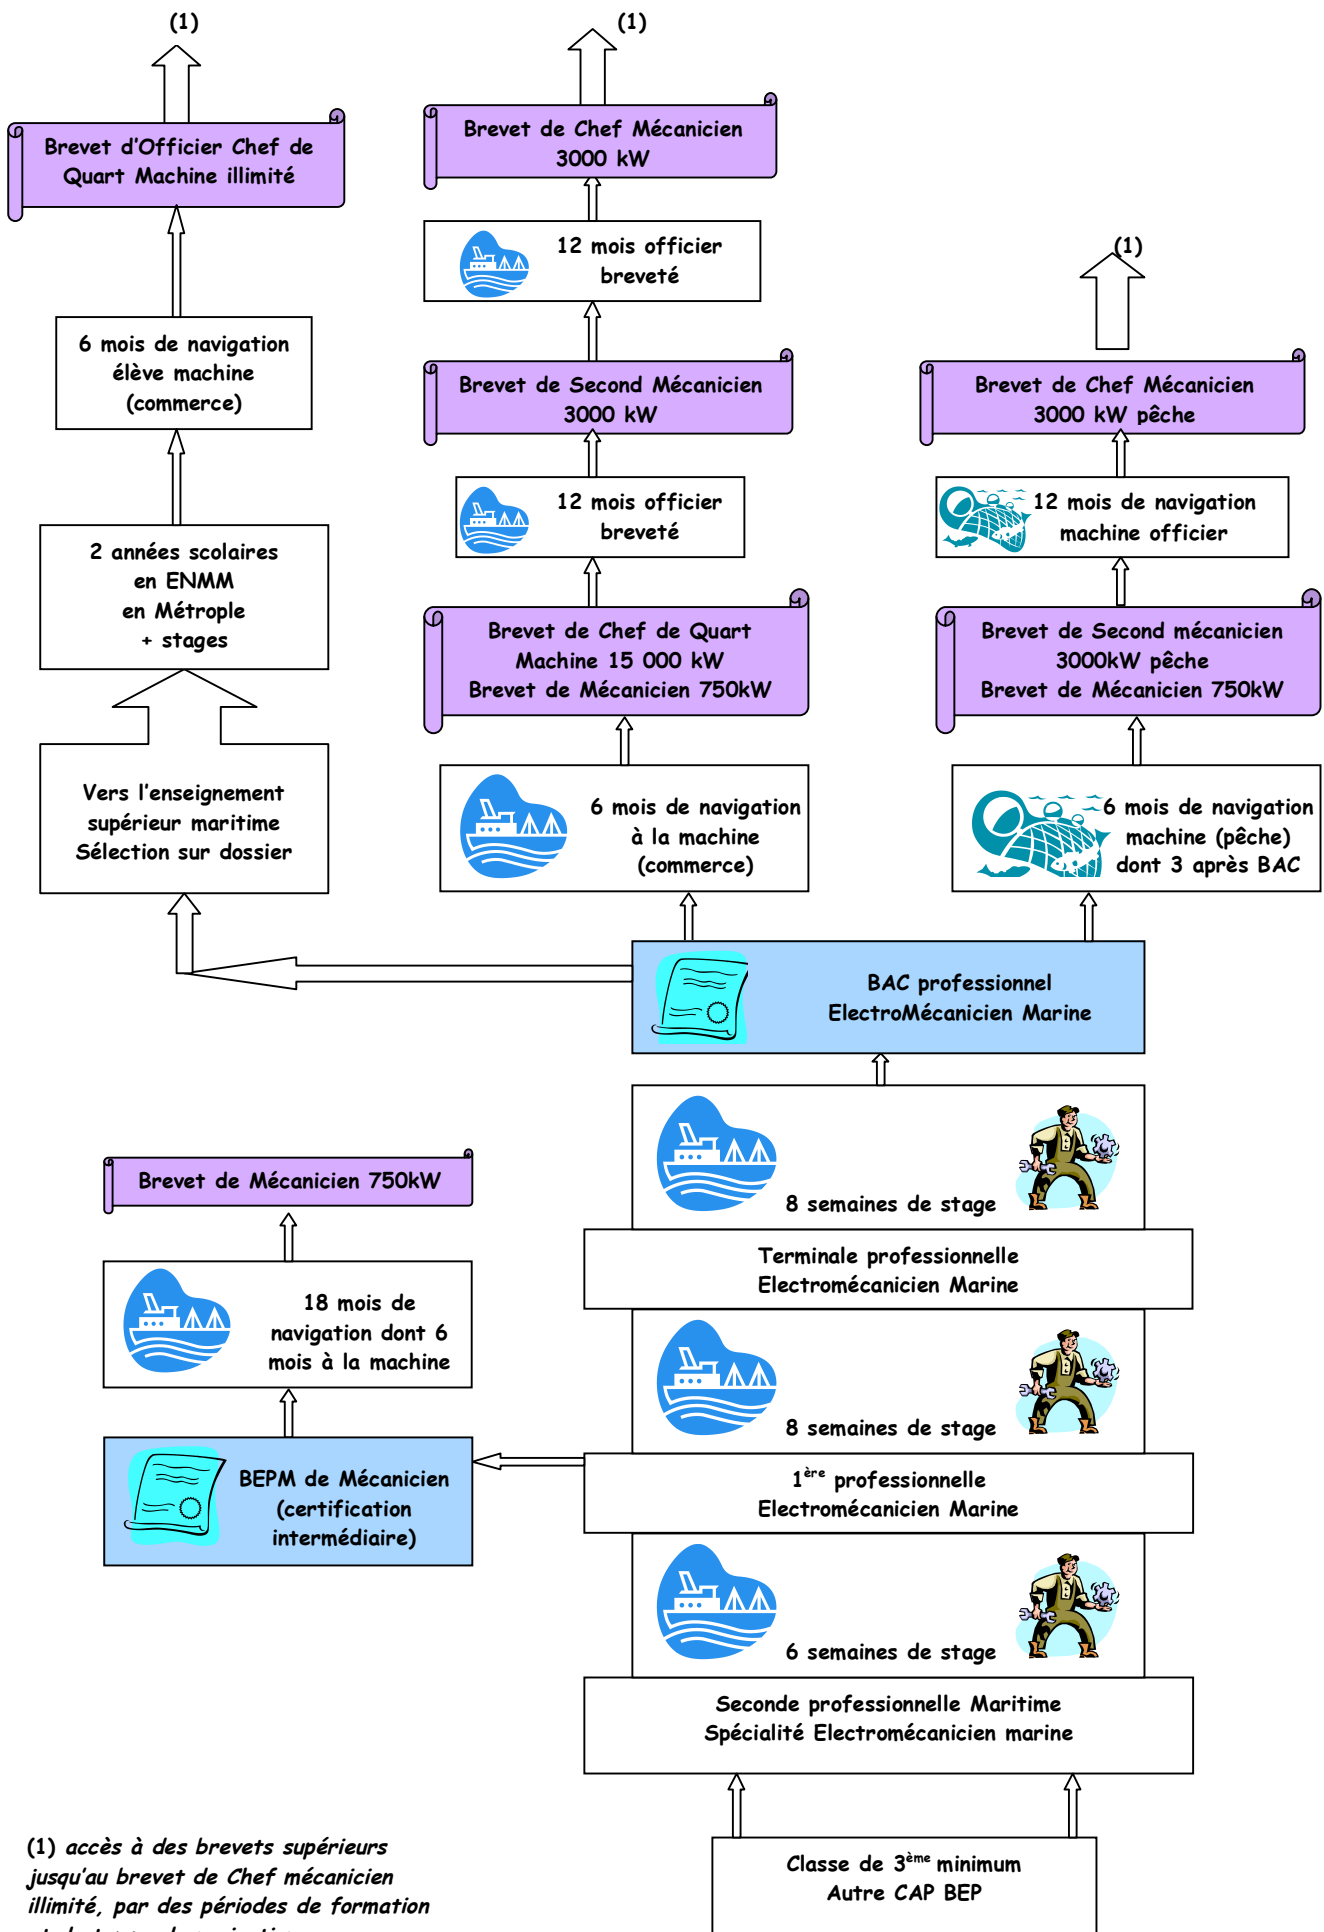 (1)
(1)
Brevet d'Officier Chef de
Quart Machine illimité
Brevet de Chef Mécanicien
3000 kW
12 mois officier
breveté
(1)
6 mois de navigation
élève machine
(commerce)
Brevet de Second Mécanicien
3000 kW
Brevet de Chef Mécanicien
3000 kW pêche
12 mois officier
breveté
12 mois de navigation
machine officier
2 années scolaires
en ENMM
en Métrople
+ stages
Brevet de Chef de Quart
Machine 15 000 kW
Brevet de Mécanicien 750kW
Brevet de Second mécanicien
3000kW pêche
Brevet de Mécanicien 750kW
Vers l'enseignement
supérieur maritime
Sélection sur dossier
6 mois de navigation
à la machine
(commerce)
6 mois de navigation
machine (pêche)
dont 3 après BAC
BAC professionnel
ElectroMécanicien Marine
8 semaines de stage
Brevet de Mécanicien 750kW
Terminale professionnelle
Electromécanicien Marine
18 mois de
navigation dont 6
mois à la machine
8 semaines de stage
BEPM de Mécanicien
(certification
intermédiaire)
1ère professionnelle
Electromécanicien Marine
6 semaines de stage
Seconde professionnelle Maritime
Spécialité Electromécanicien marine
(1) accès à des brevets supérieurs
jusqu'au brevet de Chef mécanicien
illimité, par des périodes de formation
Classe de 3ème minimum
Autre CAP BEP